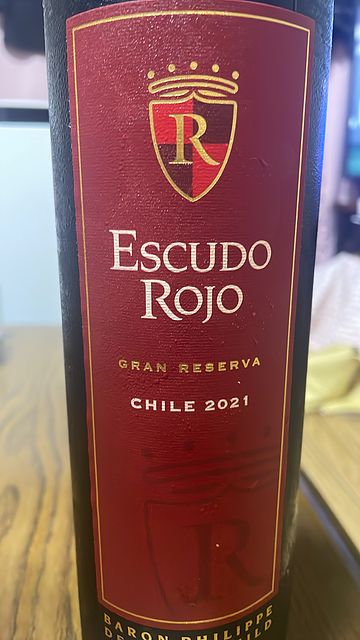 R
ESCUDO
ROJO
GRAN RESERVA
CHILE 2021
R
BARON PHILIPPE